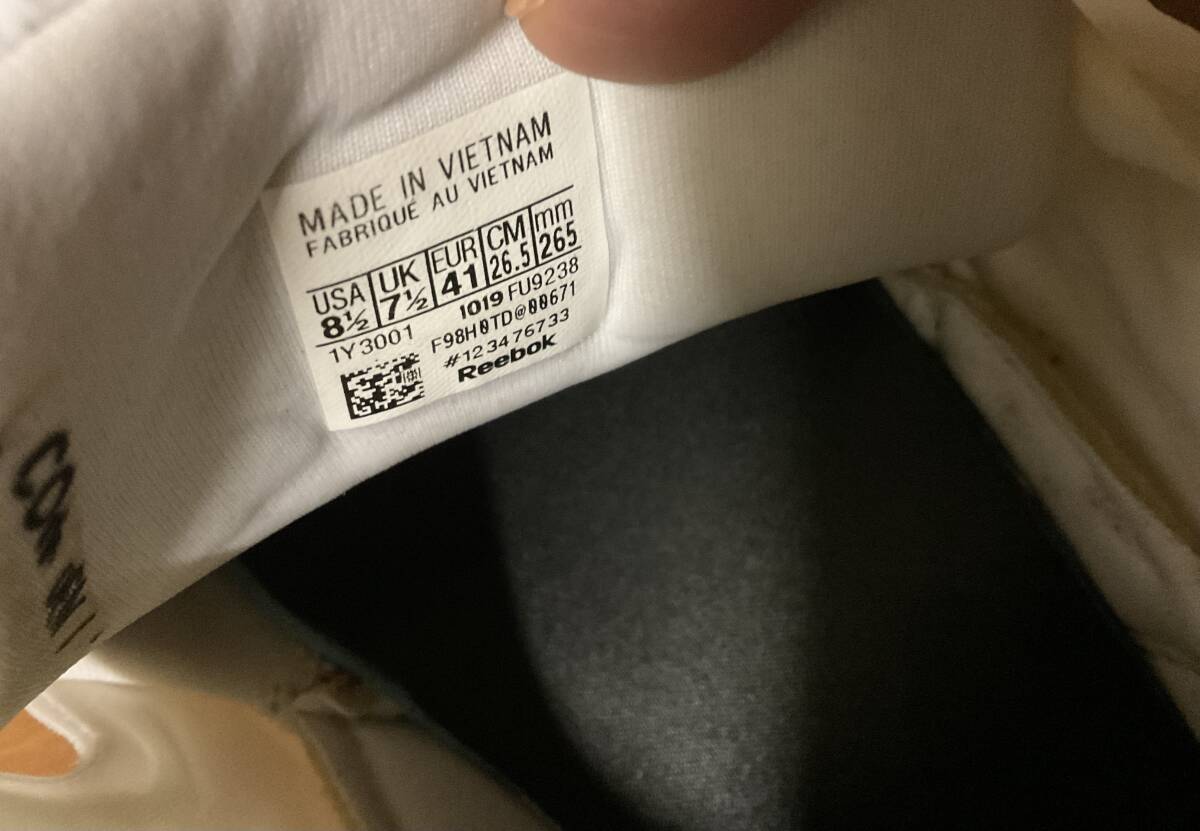 MADE IN VIETNAM
FABRIQUÉ AU VIETNAM
USA UK EUR CM mm
8½ 7½ 41 26.5 265
1Y3001 1019 FU9238
F98H0TD@00671
#123476733
Reebok